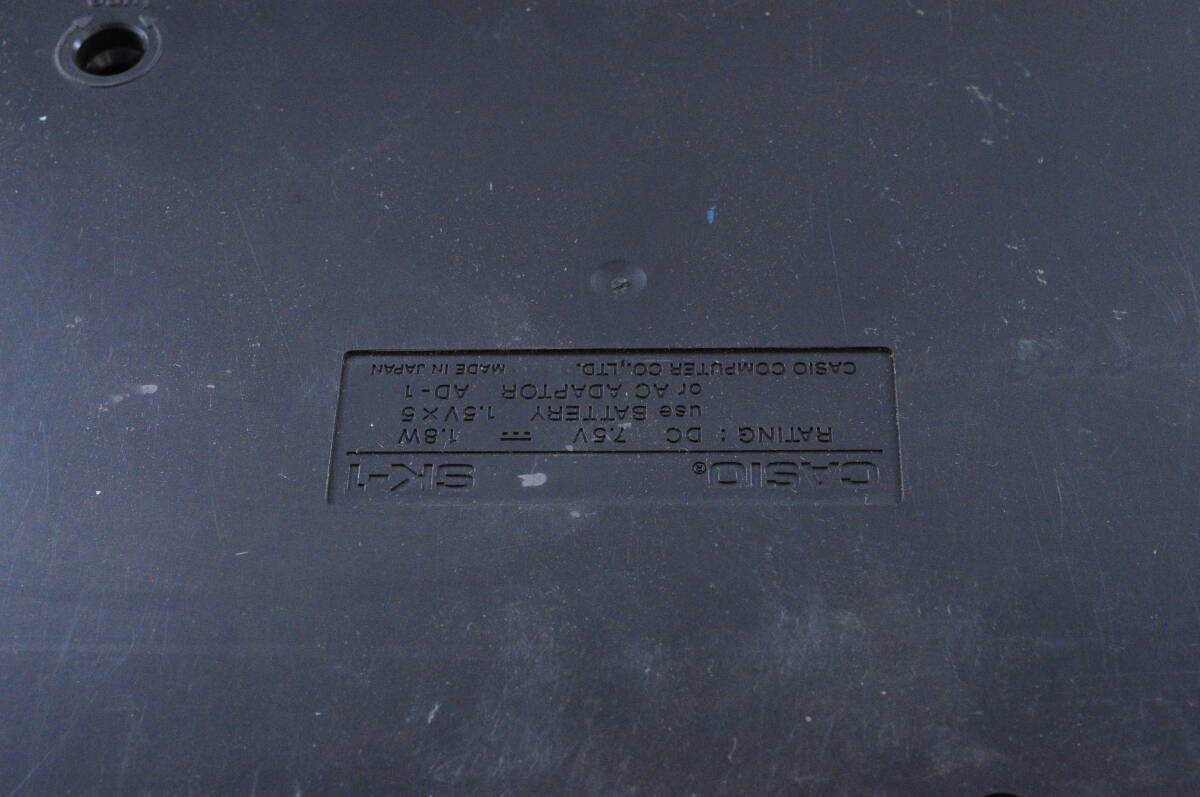 CASIO® SK-1
RATING : DC 7.5V ⎓ 1.8W
use BATTERY 1.5V×5
or AC ADAPTOR AD-1
CASIO COMPUTER CO.,LTD. MADE IN JAPAN